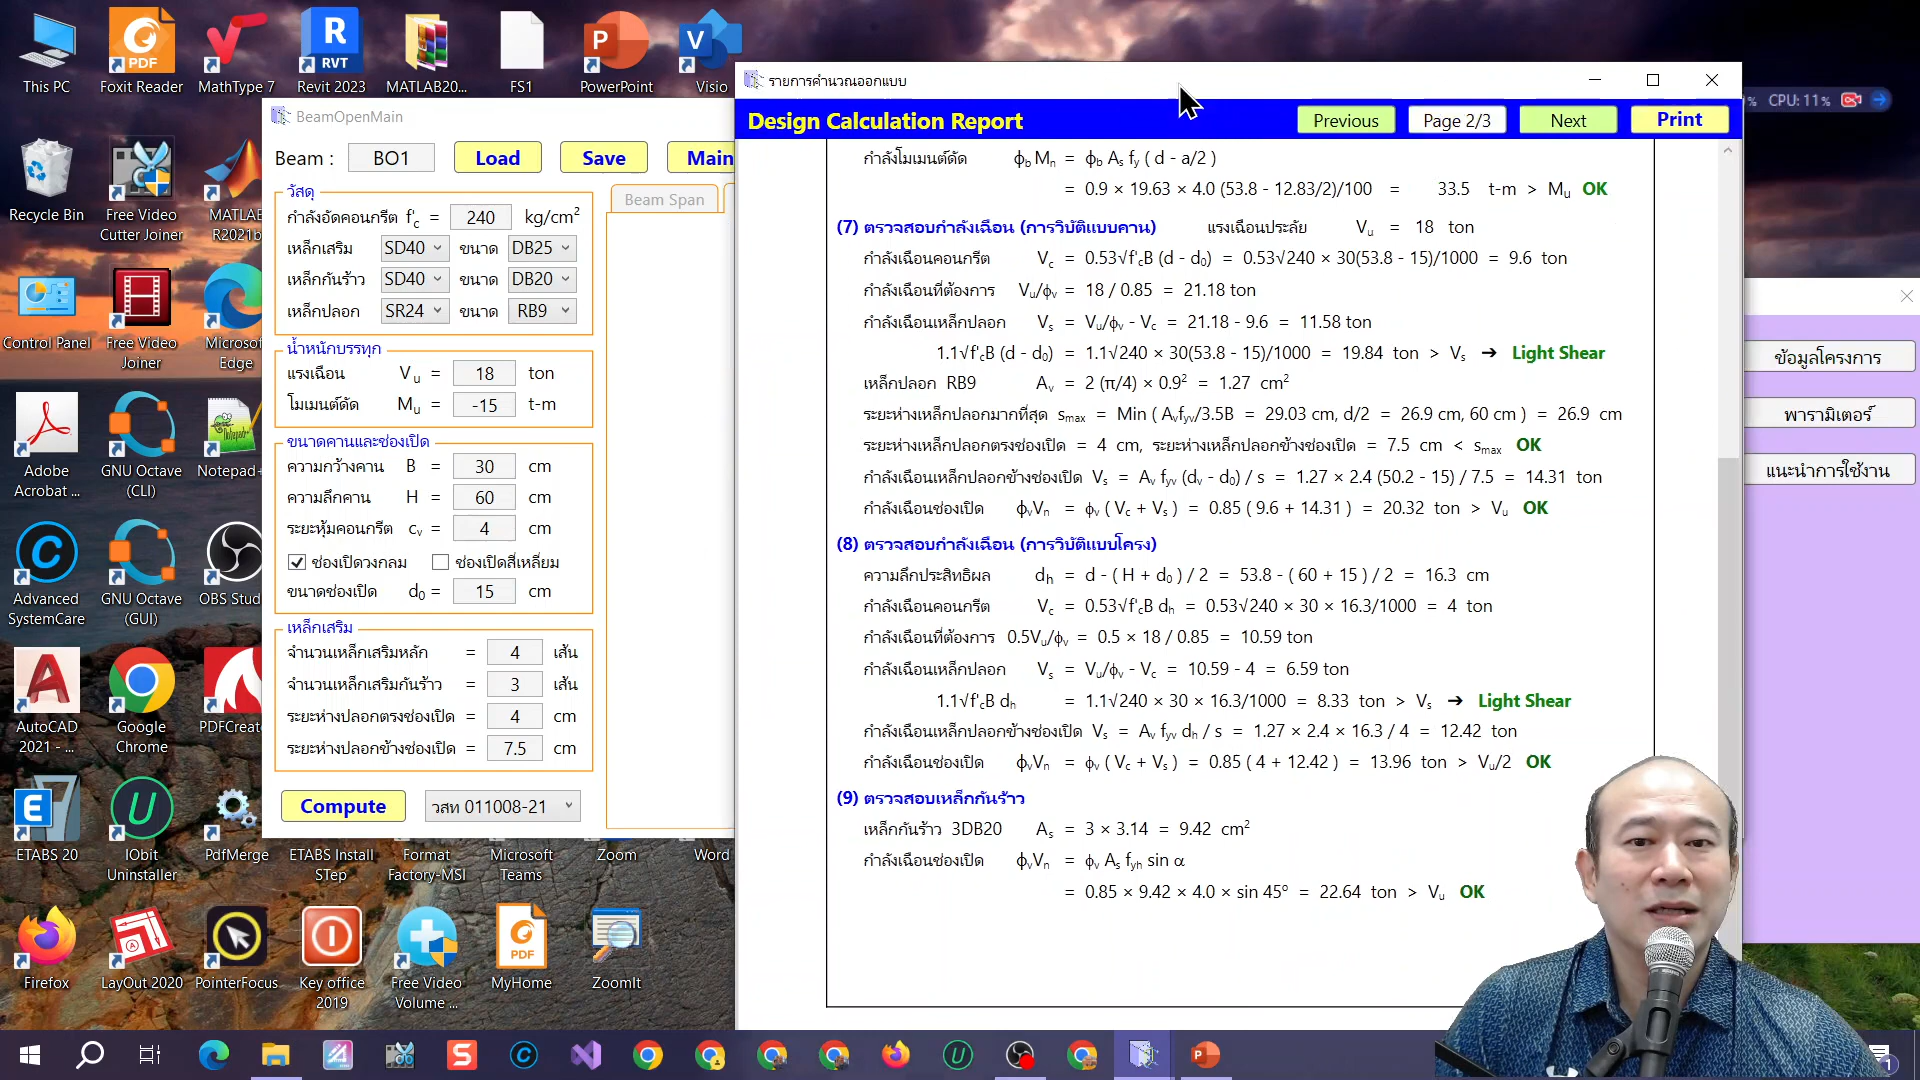 This PC
Foxit Reader
MathType 7
Revit 2023
MATLAB20...
FS1
PowerPoint
Visio
Recycle Bin
Free Video
Cutter Joiner
MATLAB
R2021b
Control Panel
Free Video
Joiner
Microsof
Edge
Adobe
Acrobat ...
GNU Octave
(CLI)
Notepad+
Advanced
SystemCare
GNU Octave
(GUI)
OBS Stud
AutoCAD
2021 - ...
Google
Chrome
PDFCreat
ETABS 20
IObit
Uninstaller
PdfMerge
ETABS Install
STep
Format
Factory-MSI
Microsoft
Teams
Zoom
Word
Firefox
LayOut 2020
PointerFocus
Key office
2019
Free Video
Volume ...
MyHome
ZoomIt
BeamOpenMain
Beam : BO1 Load Save Main
Beam Span
วัสดุ
กำลังอัดคอนกรีต f'c = 240 kg/cm2
เหล็กเสริม SD40 ขนาด DB25
เหล็กกันร้าว SD40 ขนาด DB20
เหล็กปลอก SR24 ขนาด RB9
น้ำหนักบรรทุก
แรงเฉือน Vu = 18 ton
โมเมนต์ดัด Mu = -15 t-m
ขนาดคานและช่องเปิด
ความกว้างคาน B = 30 cm
ความลึกคาน H = 60 cm
ระยะหุ้มคอนกรีต cv = 4 cm
ช่องเปิดวงกลม ช่องเปิดสี่เหลี่ยม
ขนาดช่องเปิด d0 = 15 cm
เหล็กเสริม
จำนวนเหล็กเสริมหลัก = 4 เส้น
จำนวนเหล็กเสริมกันร้าว = 3 เส้น
ระยะห่างปลอกตรงช่องเปิด = 4 cm
ระยะห่างปลอกข้างช่องเปิด = 7.5 cm
Compute วสท 011008-21
รายการคำนวณออกแบบ
Design Calculation Report Previous Page 2/3 Next Print
กำลังโมเมนต์ดัด ϕb Mn = ϕb As fy ( d - a/2 )
= 0.9 × 19.63 × 4.0 (53.8 - 12.83/2)/100 = 33.5 t-m > Mu OK
(7) ตรวจสอบกำลังเฉือน (การวิบัติแบบคาน) แรงเฉือนประลัย Vu = 18 ton
กำลังเฉือนคอนกรีต Vc = 0.53√f'cB (d - d0) = 0.53√240 × 30(53.8 - 15)/1000 = 9.6 ton
กำลังเฉือนที่ต้องการ Vu/ϕv = 18 / 0.85 = 21.18 ton
กำลังเฉือนเหล็กปลอก Vs = Vu/ϕv - Vc = 21.18 - 9.6 = 11.58 ton
1.1√f'cB (d - d0) = 1.1√240 × 30(53.8 - 15)/1000 = 19.84 ton > Vs ➔ Light Shear
เหล็กปลอก RB9 Av = 2 (π/4) × 0.92 = 1.27 cm2
ระยะห่างเหล็กปลอกมากที่สุด smax = Min ( Avfyv/3.5B = 29.03 cm, d/2 = 26.9 cm, 60 cm ) = 26.9 cm
ระยะห่างเหล็กปลอกตรงช่องเปิด = 4 cm, ระยะห่างเหล็กปลอกข้างช่องเปิด = 7.5 cm < smax OK
กำลังเฉือนเหล็กปลอกข้างช่องเปิด Vs = Av fyv (dv - d0) / s = 1.27 × 2.4 (50.2 - 15) / 7.5 = 14.31 ton
กำลังเฉือนช่องเปิด ϕvVn = ϕv ( Vc + Vs ) = 0.85 ( 9.6 + 14.31 ) = 20.32 ton > Vu OK
(8) ตรวจสอบกำลังเฉือน (การวิบัติแบบโครง)
ความลึกประสิทธิผล dh = d - ( H + d0 ) / 2 = 53.8 - ( 60 + 15 ) / 2 = 16.3 cm
กำลังเฉือนคอนกรีต Vc = 0.53√f'cB dh = 0.53√240 × 30 × 16.3/1000 = 4 ton
กำลังเฉือนที่ต้องการ 0.5Vu/ϕv = 0.5 × 18 / 0.85 = 10.59 ton
กำลังเฉือนเหล็กปลอก Vs = Vu/ϕv - Vc = 10.59 - 4 = 6.59 ton
1.1√f'cB dh = 1.1√240 × 30 × 16.3/1000 = 8.33 ton > Vs ➔ Light Shear
กำลังเฉือนเหล็กปลอกข้างช่องเปิด Vs = Av fyv dh / s = 1.27 × 2.4 × 16.3 / 4 = 12.42 ton
กำลังเฉือนช่องเปิด ϕvVn = ϕv ( Vc + Vs ) = 0.85 ( 4 + 12.42 ) = 13.96 ton > Vu/2 OK
(9) ตรวจสอบเหล็กกันร้าว
เหล็กกันร้าว 3DB20 As = 3 × 3.14 = 9.42 cm2
กำลังเฉือนช่องเปิด ϕvVn = ϕv As fyh sin α
= 0.85 × 9.42 × 4.0 × sin 45° = 22.64 ton > Vu OK
% CPU: 11%
ข้อมูลโครงการ
พารามิเตอร์
แนะนำการใช้งาน
1